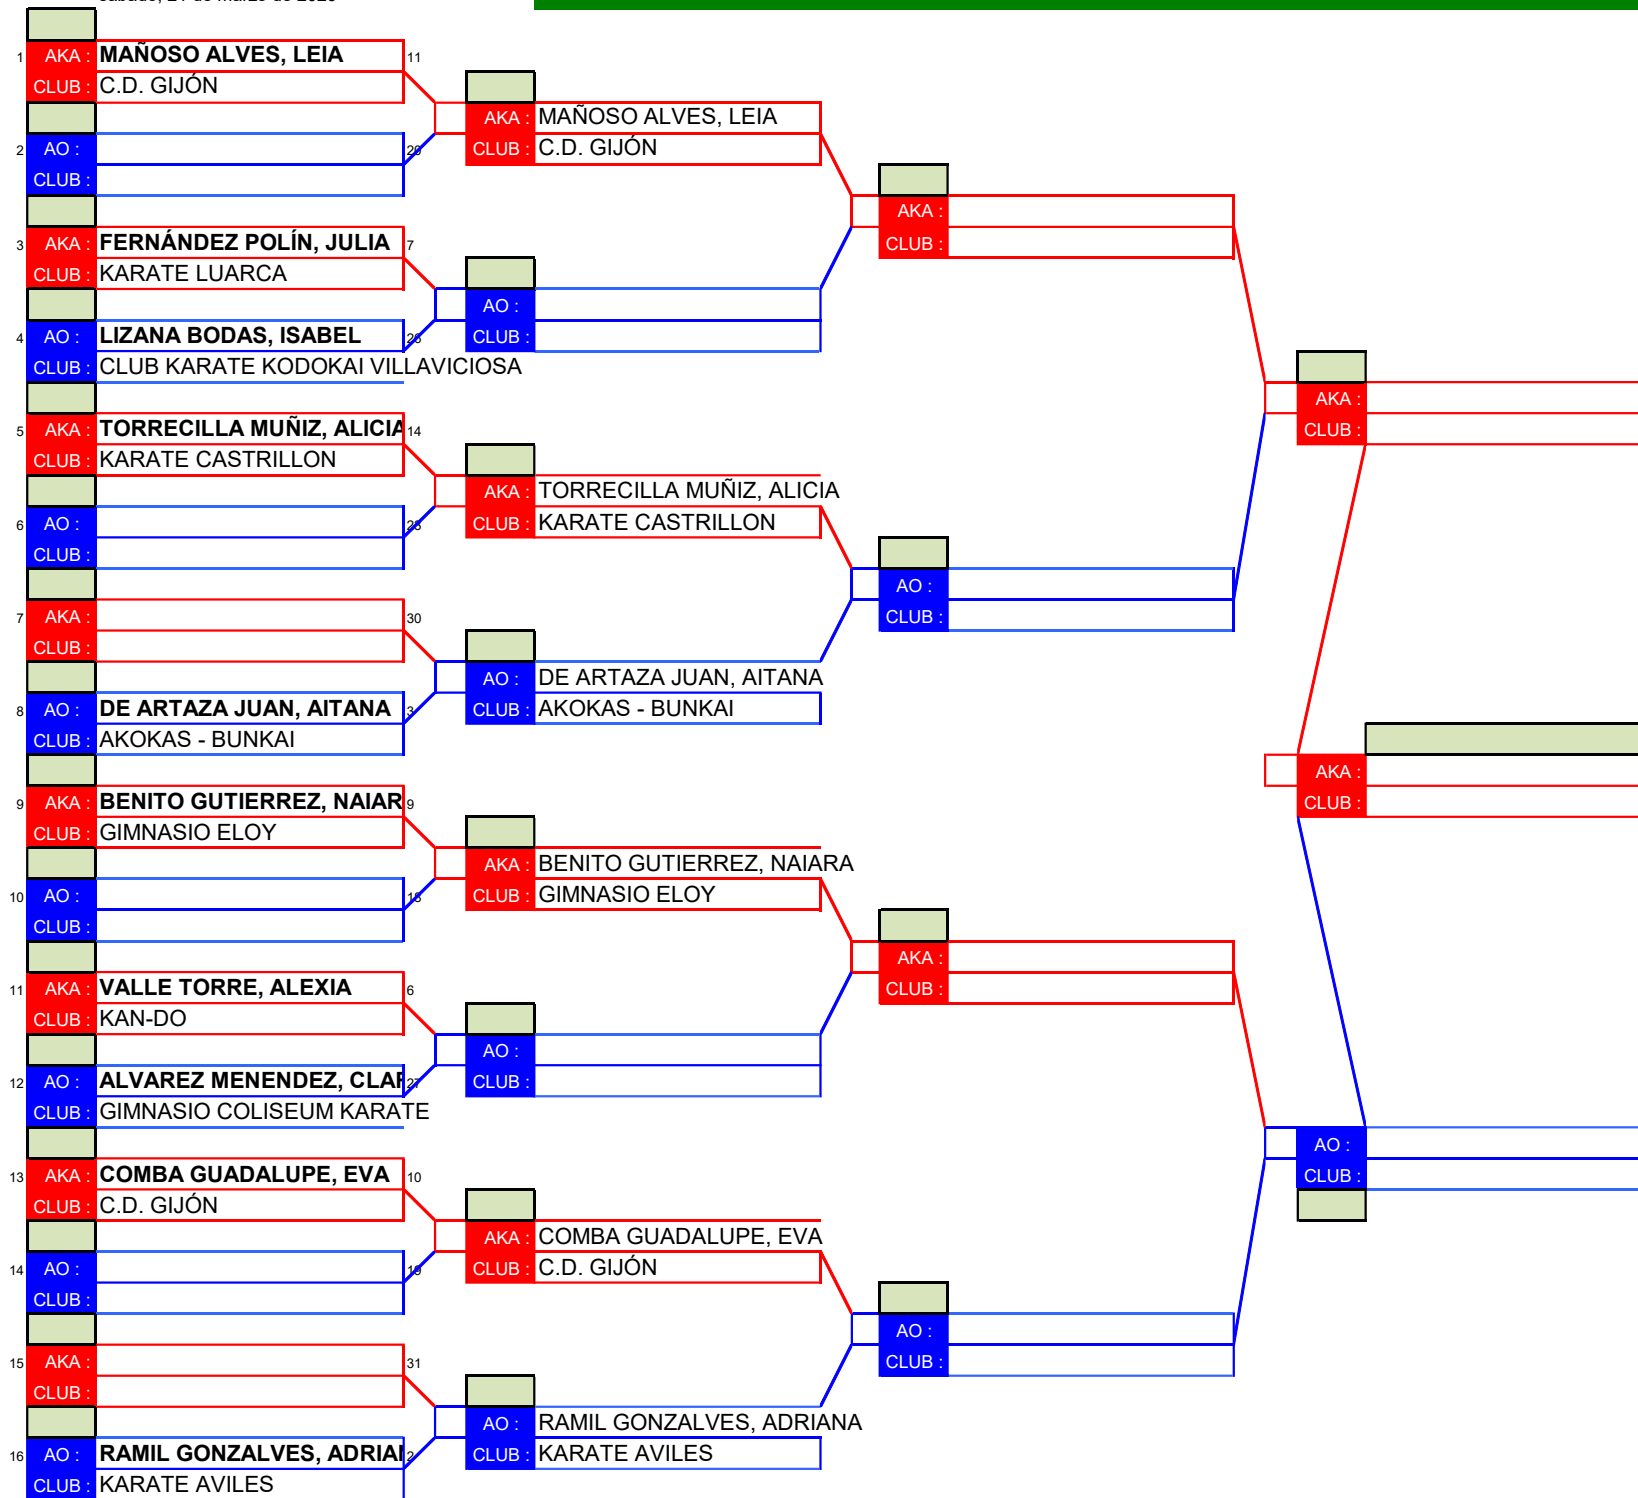 1 AKA : MAÑOSO ALVES, LEIA 11
CLUB : C.D. GIJÓN
2 AO : 20
CLUB :
3 AKA : FERNÁNDEZ POLÍN, JULIA 7
CLUB : KARATE LUARCA
4 AO : LIZANA BODAS, ISABEL 26
CLUB : CLUB KARATE KODOKAI VILLAVICIOSA
5 AKA : TORRECILLA MUÑIZ, ALICIA 14
CLUB : KARATE CASTRILLON
6 AO :
CLUB :
7 AKA : 30
CLUB :
8 AO : DE ARTAZA JUAN, AITANA 3
CLUB : AKOKAS - BUNKAI
9 AKA : BENITO GUTIERREZ, NAIAR 9
CLUB : GIMNASIO ELOY
10 AO : 18
CLUB :
11 AKA : VALLE TORRE, ALEXIA 6
CLUB : KAN-DO
12 AO : ALVAREZ MENENDEZ, 27
CLUB : GIMNASIO COLISEUM KARATE
13 AKA : COMBA GUADALUPE, EVA 10
CLUB : C.D. GIJÓN
14 AO : 19
CLUB :
15 AKA : 31
CLUB :
16 AO : RAMIL GONZALVES, 2
CLUB : KARATE AVILES
AKA : MAÑOSO ALVES, LEIA
CLUB : C.D. GIJÓN
AO :
CLUB :
AKA : TORRECILLA MUÑIZ, ALICIA
CLUB : KARATE CASTRILLON
AO : DE ARTAZA JUAN, AITANA
CLUB : AKOKAS - BUNKAI
AKA : BENITO GUTIERREZ, NAIARA
CLUB : GIMNASIO ELOY
AO :
CLUB :
AKA : COMBA GUADALUPE, EVA
CLUB : C.D. GIJÓN
AO : RAMIL GONZALVES, ADRIANA
CLUB : KARATE AVILES
AKA :
CLUB :
AO :
CLUB :
AKA :
CLUB :
AO :
CLUB :
AKA :
CLUB :
AKA :
CLUB :
AO :
CLUB :